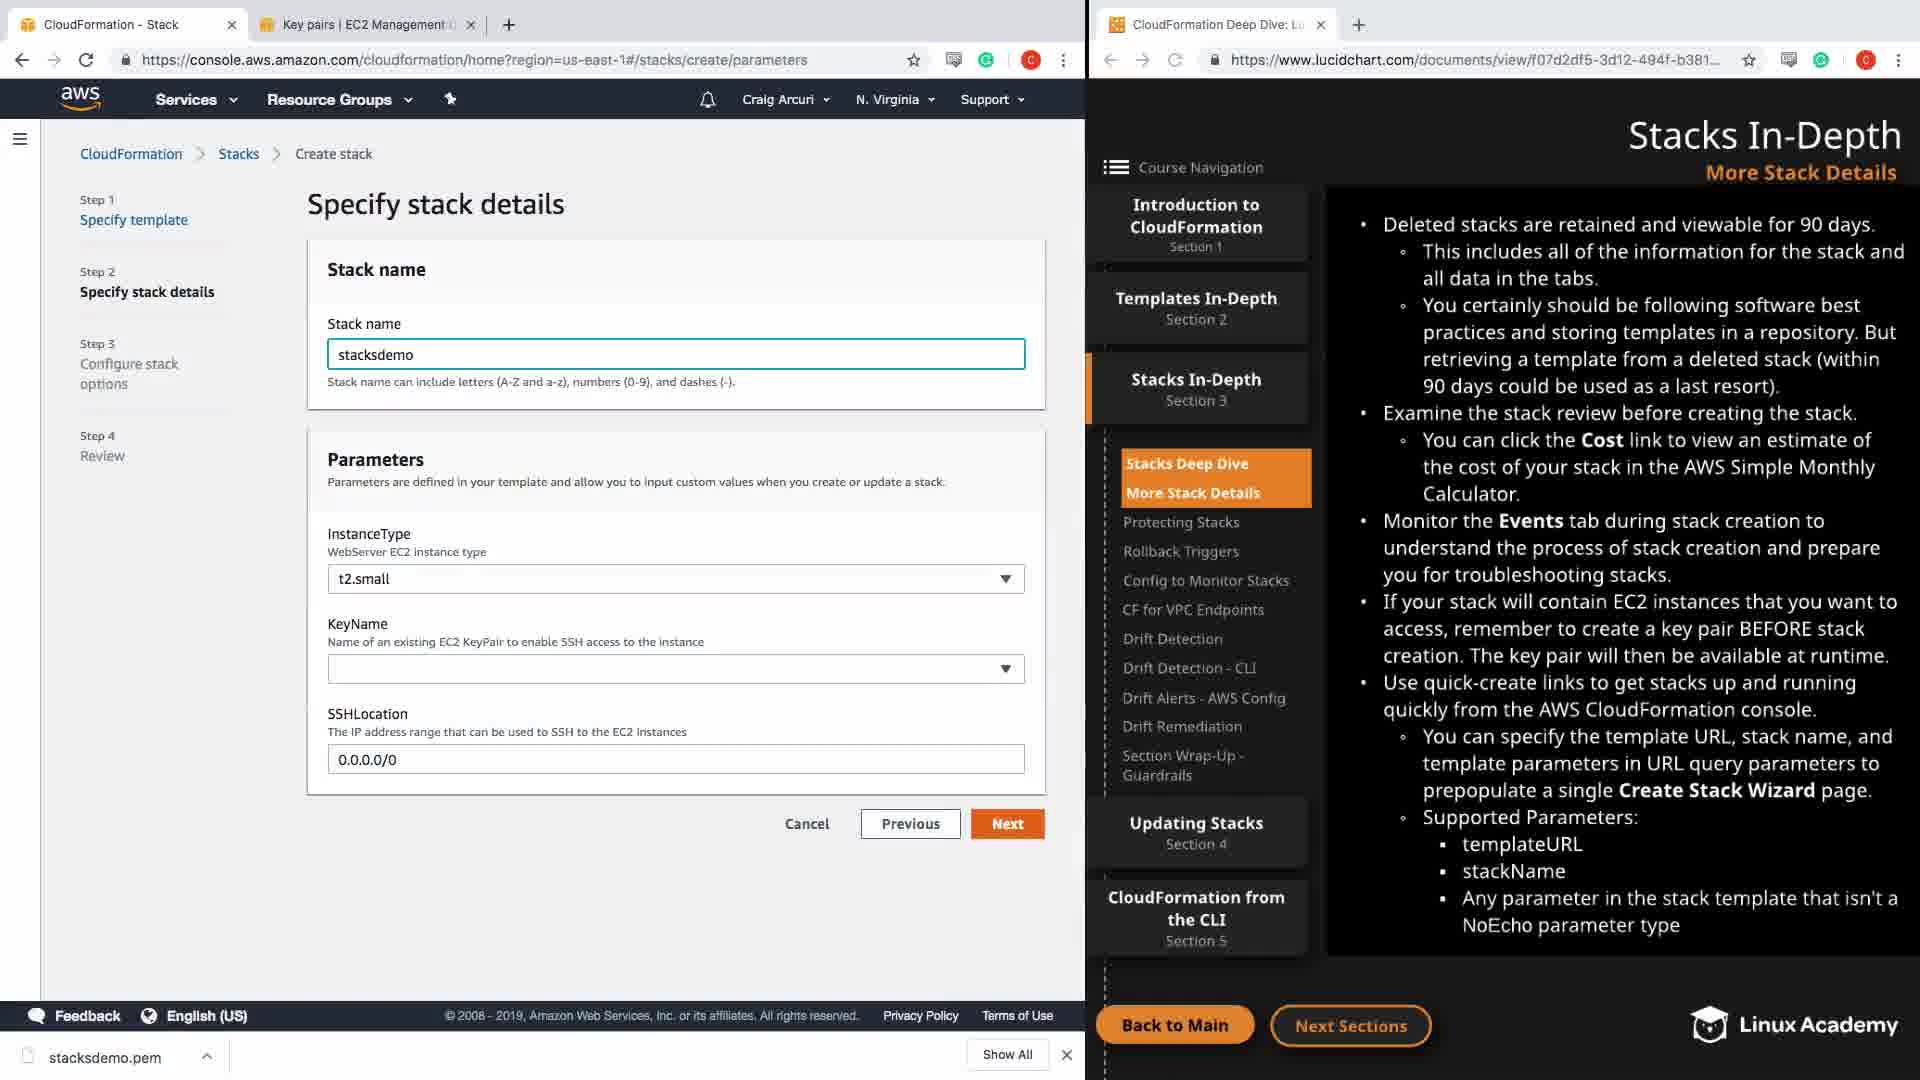 CloudFormation - Stack
Key pairs | EC2 Management
https://console.aws.amazon.com/cloudformation/home?region=us-east-1#/stacks/create/parameters
C
aws
Services
Resource Groups
Craig Arcuri
N. Virginia
Support
CloudFormation
Stacks
Create stack
Step 1
Specify template
Step 2
Specify stack details
Step 3
Configure stack
options
Step 4
Review
Specify stack details
Stack name
Stack name
stacksdemo
Stack name can include letters (A-Z and a-z), numbers (0-9), and dashes (-).
Parameters
Parameters are defined in your template and allow you to input custom values when you create or update a stack.
InstanceType
WebServer EC2 instance type
t2.small
KeyName
Name of an existing EC2 KeyPair to enable SSH access to the instance
SSHLocation
The IP address range that can be used to SSH to the EC2 instances
0.0.0.0/0
Cancel
Previous
Next
Feedback
English (US)
© 2008 - 2019, Amazon Web Services, Inc. or its affiliates. All rights reserved.
Privacy Policy
Terms of Use
stacksdemo.pem
Show All
CloudFormation Deep Dive: Lu
https://www.lucidchart.com/documents/view/f07d2df5-3d12-494f-b381...
C
Stacks In-Depth
More Stack Details
Course Navigation
Introduction to
CloudFormation
Section 1
Templates In-Depth
Section 2
Stacks In-Depth
Section 3
Stacks Deep Dive
More Stack Details
Protecting Stacks
Rollback Triggers
Config to Monitor Stacks
CF for VPC Endpoints
Drift Detection
Drift Detection - CLI
Drift Alerts - AWS Config
Drift Remediation
Section Wrap-Up -
Guardrails
Updating Stacks
Section 4
CloudFormation from
the CLI
Section 5
• Deleted stacks are retained and viewable for 90 days.
◦ This includes all of the information for the stack and
all data in the tabs.
◦ You certainly should be following software best
practices and storing templates in a repository. But
retrieving a template from a deleted stack (within
90 days could be used as a last resort).
• Examine the stack review before creating the stack.
◦ You can click the Cost link to view an estimate of
the cost of your stack in the AWS Simple Monthly
Calculator.
• Monitor the Events tab during stack creation to
understand the process of stack creation and prepare
you for troubleshooting stacks.
• If your stack will contain EC2 instances that you want to
access, remember to create a key pair BEFORE stack
creation. The key pair will then be available at runtime.
• Use quick-create links to get stacks up and running
quickly from the AWS CloudFormation console.
◦ You can specify the template URL, stack name, and
template parameters in URL query parameters to
prepopulate a single Create Stack Wizard page.
◦ Supported Parameters:
▪ templateURL
▪ stackName
▪ Any parameter in the stack template that isn't a
NoEcho parameter type
Back to Main
Next Sections
Linux Academy